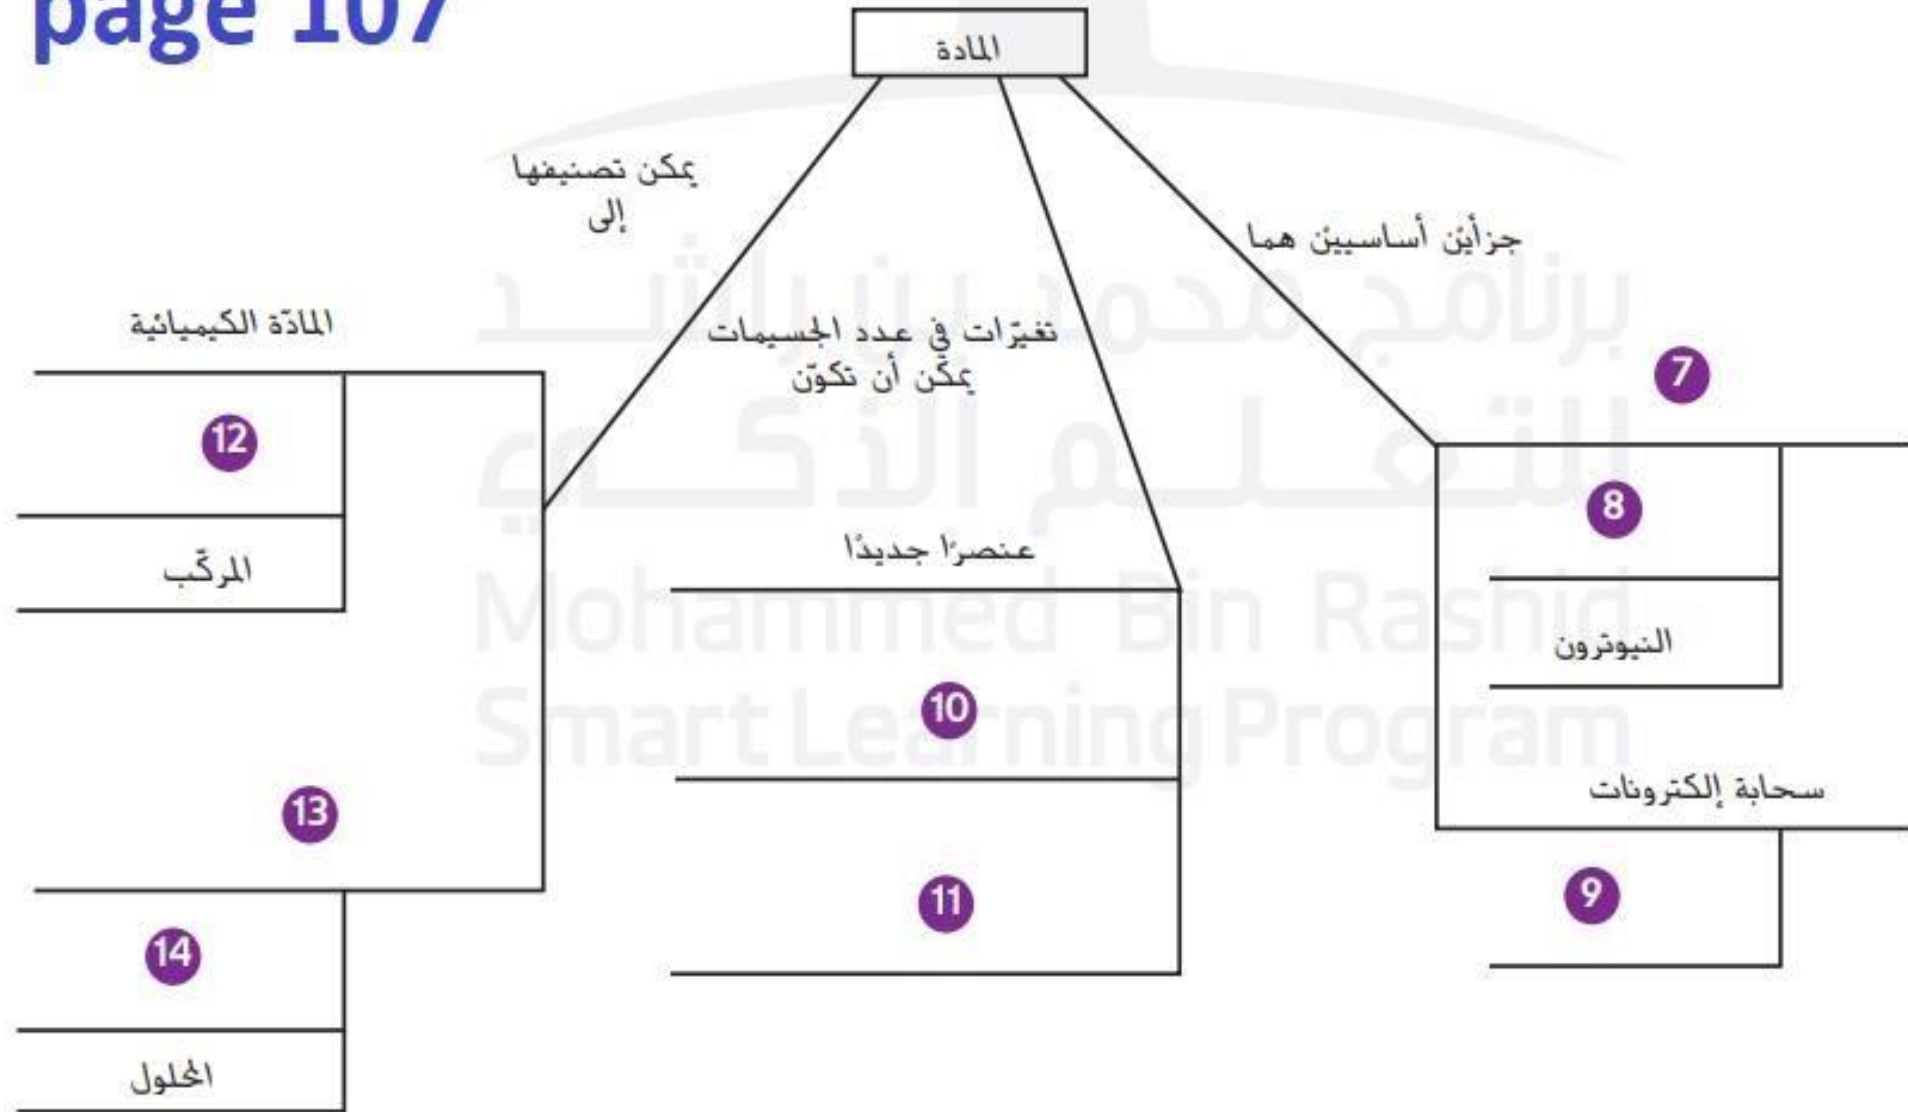 page 107
المادة
يمكن تصنيفها
إلى
جزأين أساسيين هما
المادّة الكيميائية
تغيّرات في عدد الجسيمات
يمكن أن تكوّن
7
12
8
عنصرًا جديدًا
المركّب
النيوترون
10
سحابة إلكترونات
13
11
9
14
المحلول
برنامج محمد بن راشد
للتعلم الذكي
Mohammed Bin Rashid
Smart Learning Program